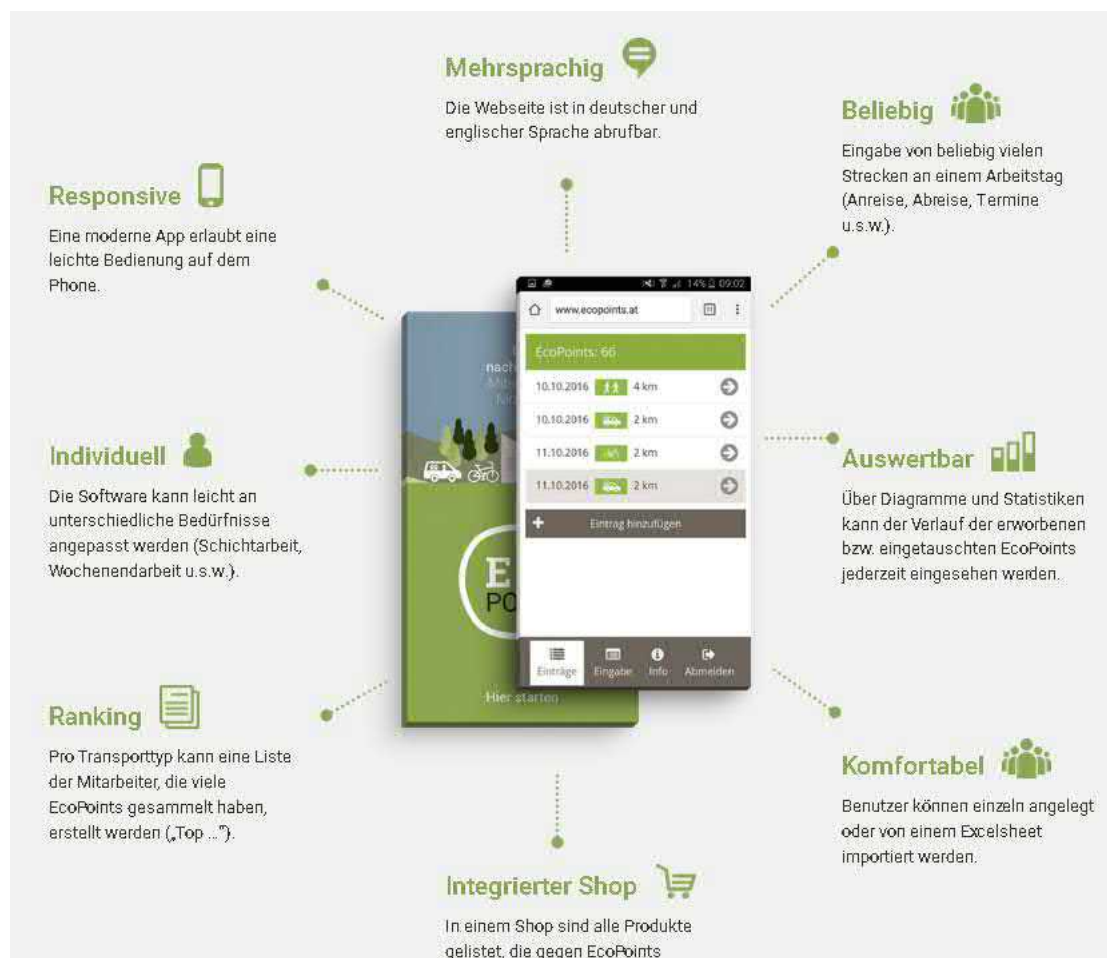 Mehrsprachig
Die Webseite ist in deutscher und
englischer Sprache abrufbar.
Beliebig
Eingabe von beliebig vielen
Strecken an einem Arbeitstag
(Anreise, Abreise, Termine
u.s.w.).
Responsive
Eine moderne App erlaubt eine
leichte Bedienung auf dem
Phone.
14% 09:02
www.ecopoints.at
EcoPoints: 66
10.10.2016 4 km
10.10.2016 2 km
11.10.2016 2 km
11.10.2016 2 km
+ Eintrag hinzufügen
Einträge Eingabe Info Abmelden
nach
E
PO
Hier starten
Individuell
Die Software kann leicht an
unterschiedliche Bedürfnisse
angepasst werden (Schichtarbeit,
Wochenendarbeit u.s.w.).
Auswertbar
Über Diagramme und Statistiken
kann der Verlauf der erworbenen
bzw. eingetauschten EcoPoints
jederzeit eingesehen werden.
Ranking
Pro Transporttyp kann eine Liste
der Mitarbeiter, die viele
EcoPoints gesammelt haben,
erstellt werden („Top ...").
Komfortabel
Benutzer können einzeln angelegt
oder von einem Excelsheet
importiert werden.
Integrierter Shop
In einem Shop sind alle Produkte
gelistet, die gegen EcoPoints